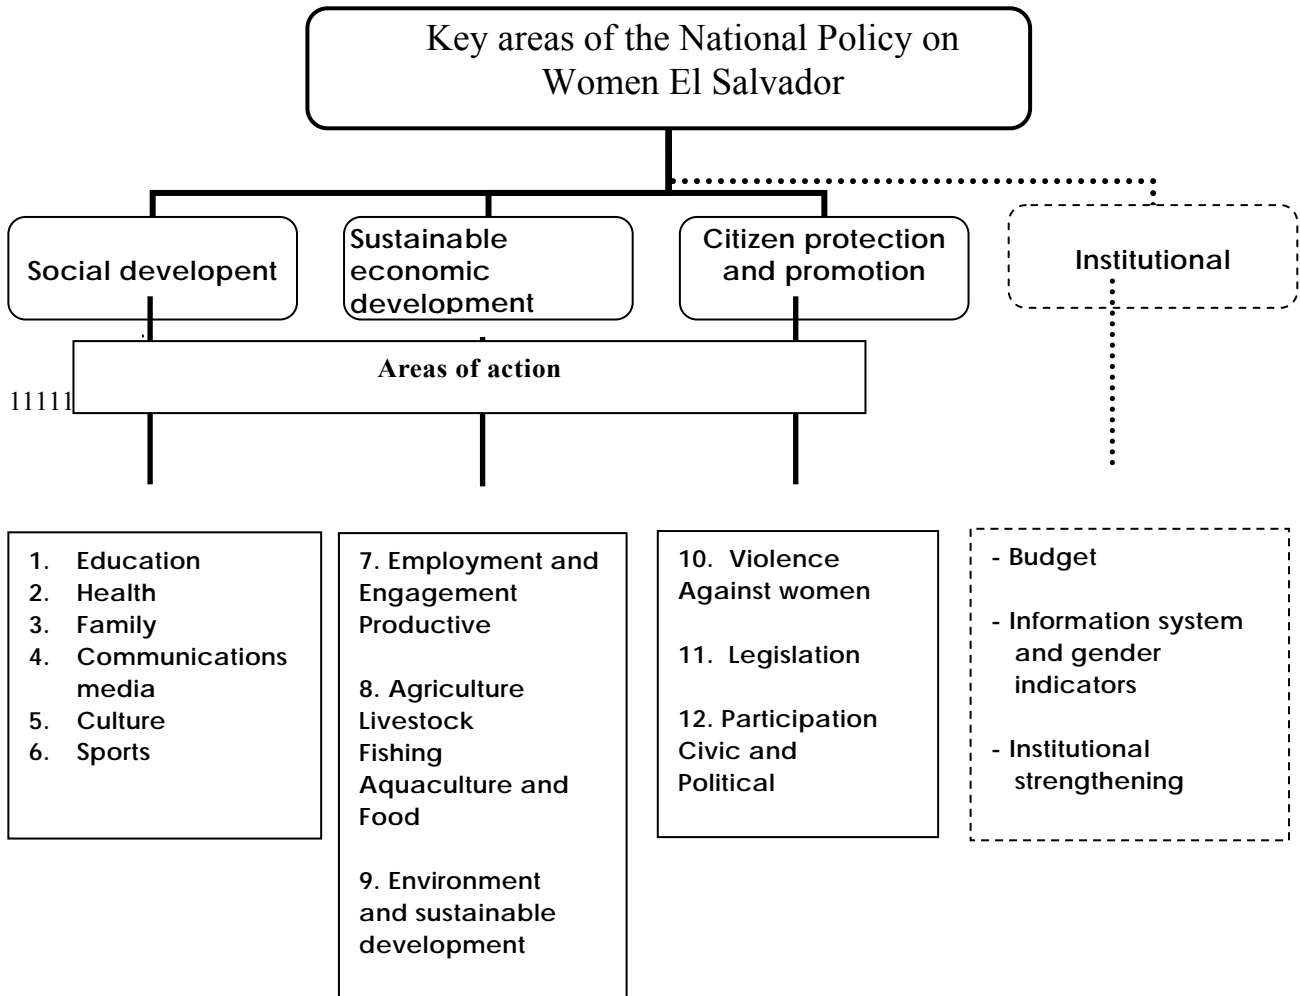 Key areas of the National Policy on
Women El Salvador
Social developent
Sustainable
economic
development
Citizen protection
and promotion
Institutional
Areas of action
11111
1. Education
2. Health
3. Family
4. Communications
media
5. Culture
6. Sports
7. Employment and
Engagement
Productive
8. Agriculture
Livestock
Fishing
Aquaculture and
Food
9. Environment
and sustainable
development
10. Violence
Against women
11. Legislation
12. Participation
Civic and
Political
- Budget
- Information system
and gender
indicators
- Institutional
strengthening